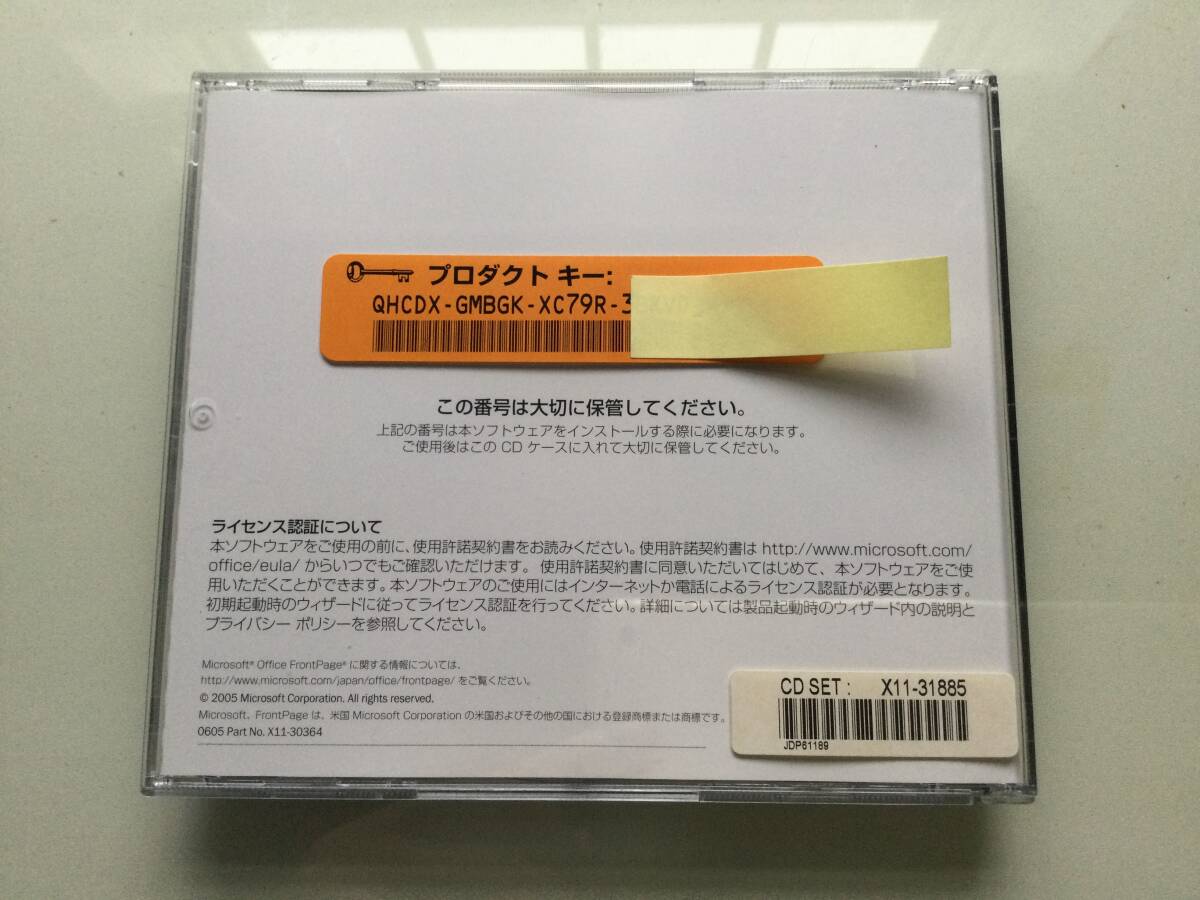 プロダクト キー:
QHCDX-GMBGK-XC79R-3
この番号は大切に保管してください。
上記の番号は本ソフトウェアをインストールする際に必要になります。
ご使用後はこの CD ケースに入れて大切に保管してください。
ライセンス認証について
本ソフトウェアをご使用の前に、使用許諾契約書をお読みください。使用許諾契約書は http://www.microsoft.com/
office/eula/ からいつでもご確認いただけます。 使用許諾契約書に同意いただいてはじめて、本ソフトウェアをご使
用いただくことができます。本ソフトウェアのご使用にはインターネットか電話によるライセンス認証が必要となります。
初期起動時のウィザードに従ってライセンス認証を行ってください。詳細については製品起動時のウィザード内の説明と
プライバシー ポリシーを参照してください。
Microsoft® Office FrontPage® に関する情報については、
http://www.microsoft.com/japan/office/frontpage/ をご覧ください。
© 2005 Microsoft Corporation. All rights reserved.
Microsoft、FrontPage は、米国 Microsoft Corporation の米国およびその他の国における登録商標または商標です。
0605 Part No. X11-30364
CD SET : X11-31885
JDP61189